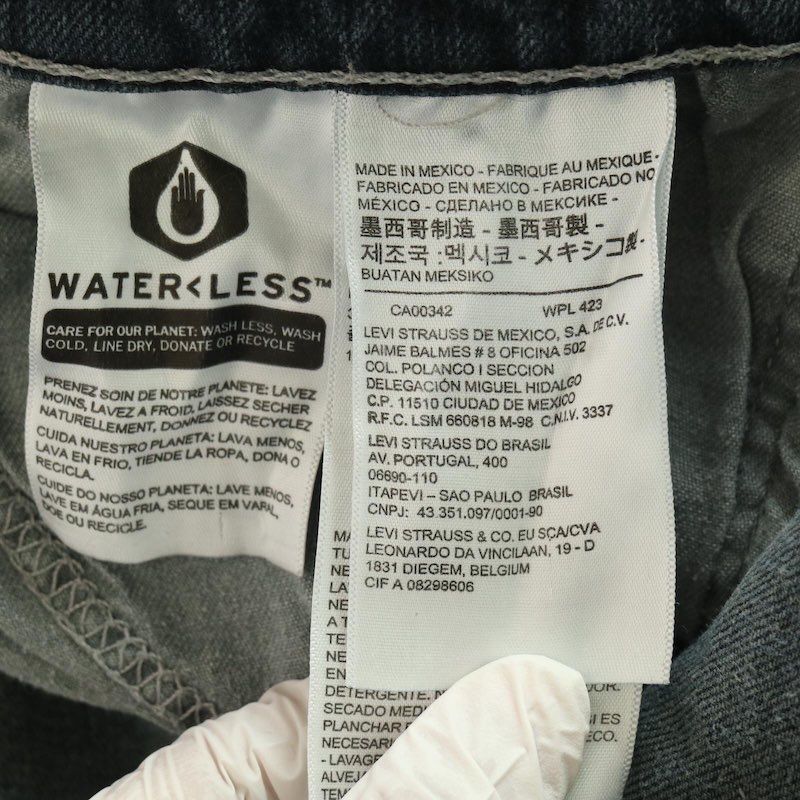 WATER<LESS™
CARE FOR OUR PLANET: WASH LESS, WASH
COLD, LINE DRY, DONATE OR RECYCLE
PRENEZ SOIN DE NOTRE PLANETE: LAVEZ
MOINS, LAVEZ A FROID, LAISSEZ SECHER
NATURELLEMENT, DONNEZ OU RECYCLEZ
CUIDA NUESTRO PLANETA: LAVA MENOS,
LAVA EN FRIO, TIENDE LA ROPA, DONA O
RECICLA.
CUIDE DO NOSSO PLANETA: LAVE MENOS,
LAVE EM ÁGUA FRIA, SEQUE EM VARAL,
DOE OU RECICLE.
MADE IN MEXICO - FABRIQUE AU MEXIQUE -
FABRICADO EN MEXICO - FABRICADO NO
MÉXICO - СДЕЛАНО В МЕКСИКЕ -
墨西哥制造 - 墨西哥製 -
제조국 :멕시코 - メキシコ製 -
BUATAN MEKSIKO
CA00342 WPL 423
LEVI STRAUSS DE MEXICO, S.A. DE C.V.
JAIME BALMES # 8 OFICINA 502
COL. POLANCO I SECCION
DELEGACIÓN MIGUEL HIDALGO
C.P. 11510 CIUDAD DE MEXICO
R.F.C. LSM 660818 M-98 C.N.I.V. 3337
LEVI STRAUSS DO BRASIL
AV. PORTUGAL, 400
06690-110
ITAPEVI – SAO PAULO BRASIL
CNPJ: 43.351.097/0001-90
LEVI STRAUSS & CO. EU SCA/CVA
LEONARDO DA VINCILAAN, 19 - D
1831 DIEGEM, BELGIUM
CIF A 08298606
DETERGENTE.
SECADO
PLANCHAR
SI ES